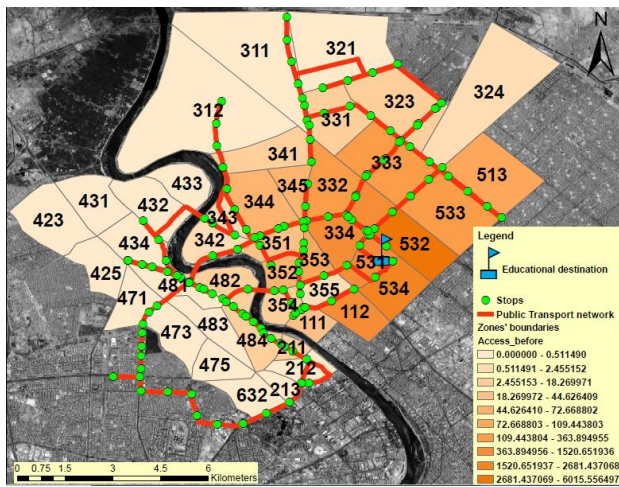 N
311
321
324
323
312
331
341
333
513
433
345
332
344
431
432
343
533
423
334
342
351
532
434
353
531
425
352
481
482
534
355
471
354
473
483
111
112
484
211
475
212
213
632
Legend
Educational destination
Stops
Public Transport network
Zones' boundaries
Access_before
0.000000 - 0.511490
0.511491 - 2.455152
2.455153 - 18.269971
18.269972 - 44.626409
44.626410 - 72.668802
72.668803 - 109.443803
109.443804 - 363.894955
363.894956 - 1520.651936
1520.651937 - 2681.437068
2681.437069 - 6015.556497
0 0.75 1.5 3 4.5 6
Kilometers